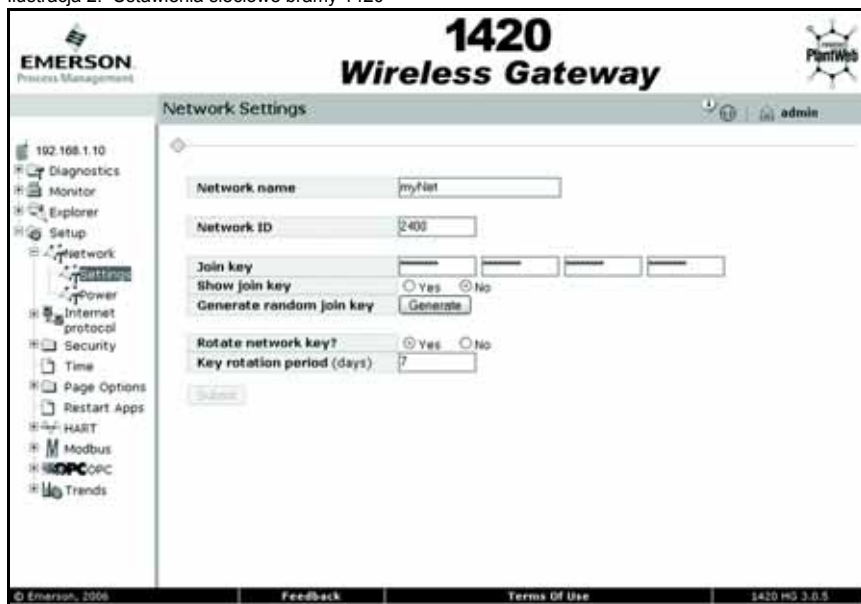 Ilustracja 2. Ustawienia sieciowe bramy 1420
EMERSON
Process Management
1420
Wireless Gateway
PlantWeb
Network Settings
admin
192.168.1.10
Diagnostics
Monitor
Explorer
Setup
Network
Settings
Power
Internet
protocol
Security
Time
Page Options
Restart Apps
HART
Modbus
OPC OPC
Trends
Network name myNet
Network ID 2400
Join key
Show join key Yes No
Generate random join key Generate
Rotate network key? Yes No
Key rotation period (days) 7
Submit
© Emerson, 2006 Feedback Terms Of Use 1420 HG 3.0.5